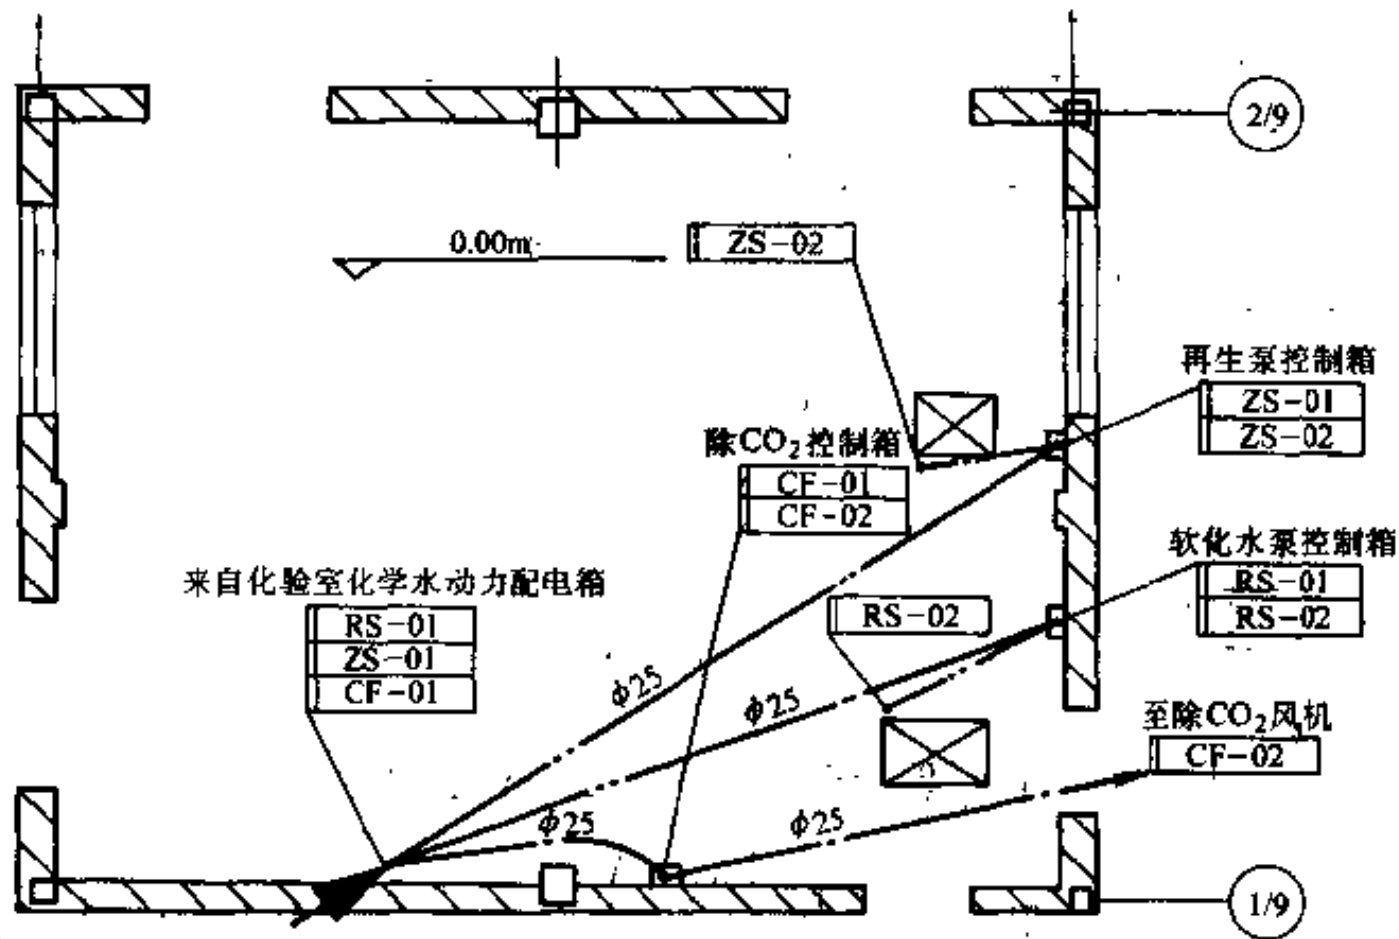 2/9
0.00m
ZS-02
再生泵控制箱
ZS-01
ZS-02
除CO₂控制箱
CF-01
CF-02
软化水泵控制箱
RS-01
RS-02
来自化验室化学水动力配电箱
RS-01
ZS-01
CF-01
RS-02
ϕ25
ϕ25
至除CO₂风机
CF-02
ϕ25
ϕ25
1/9